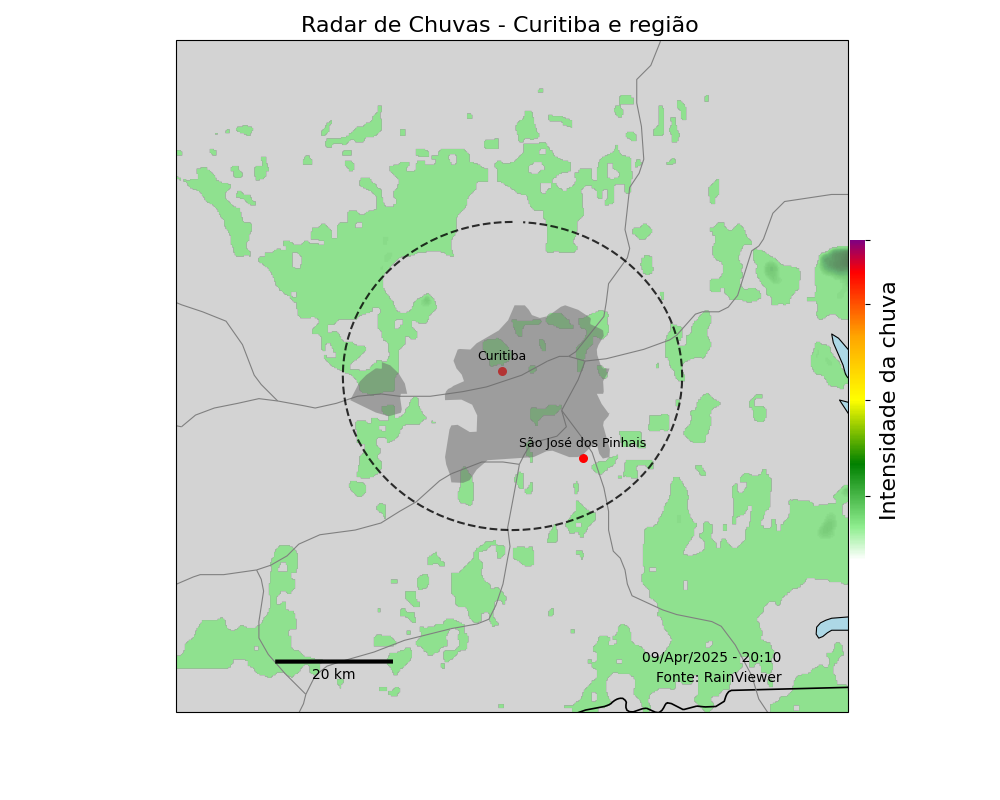 Radar de Chuvas - Curitiba e região
Curitiba
São José dos Pinhais
Intensidade da chuva
09/Apr/2025 - 20:10
Fonte: RainViewer
20 km